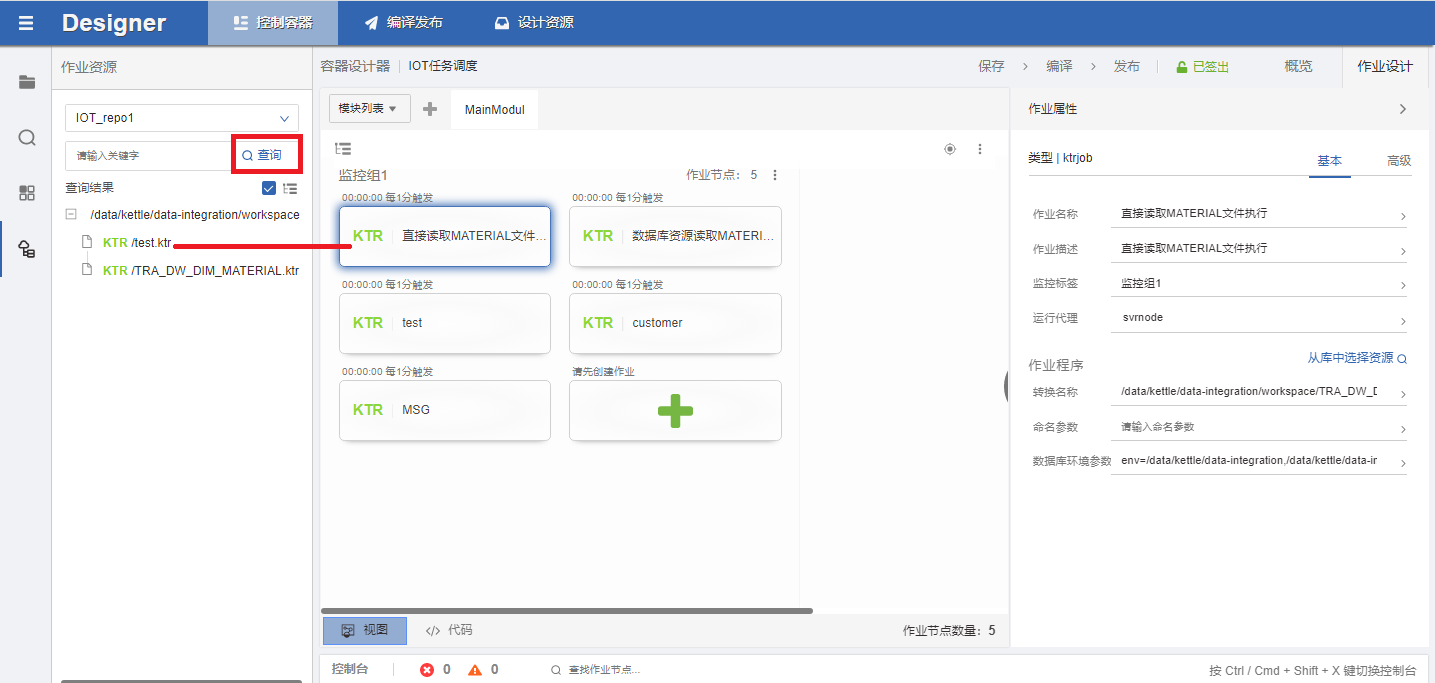 Designer
控制容器
编译发布
设计资源
作业资源
IOT_repo1
请输入关键字
查询
查询结果
/data/kettle/data-integration/workspace
KTR /test.ktr
KTR /TRA_DW_DIM_MATERIAL.ktr
容器设计器
IOT任务调度
保存
编译
发布
已签出
概览
作业设计
模块列表
MainModul
监控组1
作业节点： 5
00:00:00 每1分触发
KTR 直接读取MATERIAL文件...
00:00:00 每1分触发
KTR 数据库资源读取MATERI...
00:00:00 每1分触发
KTR test
00:00:00 每1分触发
KTR customer
00:00:00 每1分触发
KTR MSG
请先创建作业
视图
代码
作业节点数量： 5
作业属性
类型 | ktrjob
基本
高级
作业名称 直接读取MATERIAL文件执行
作业描述 直接读取MATERIAL文件执行
监控标签 监控组1
运行代理 svrnode
作业程序
从库中选择资源
转换名称 /data/kettle/data-integration/workspace/TRA_DW_D
命名参数 请输入命名参数
数据库环境参数 env=/data/kettle/data-integration,/data/kettle/data-in
控制台
0
0
查找作业节点...
按 Ctrl / Cmd + Shift + X 键切换控制台